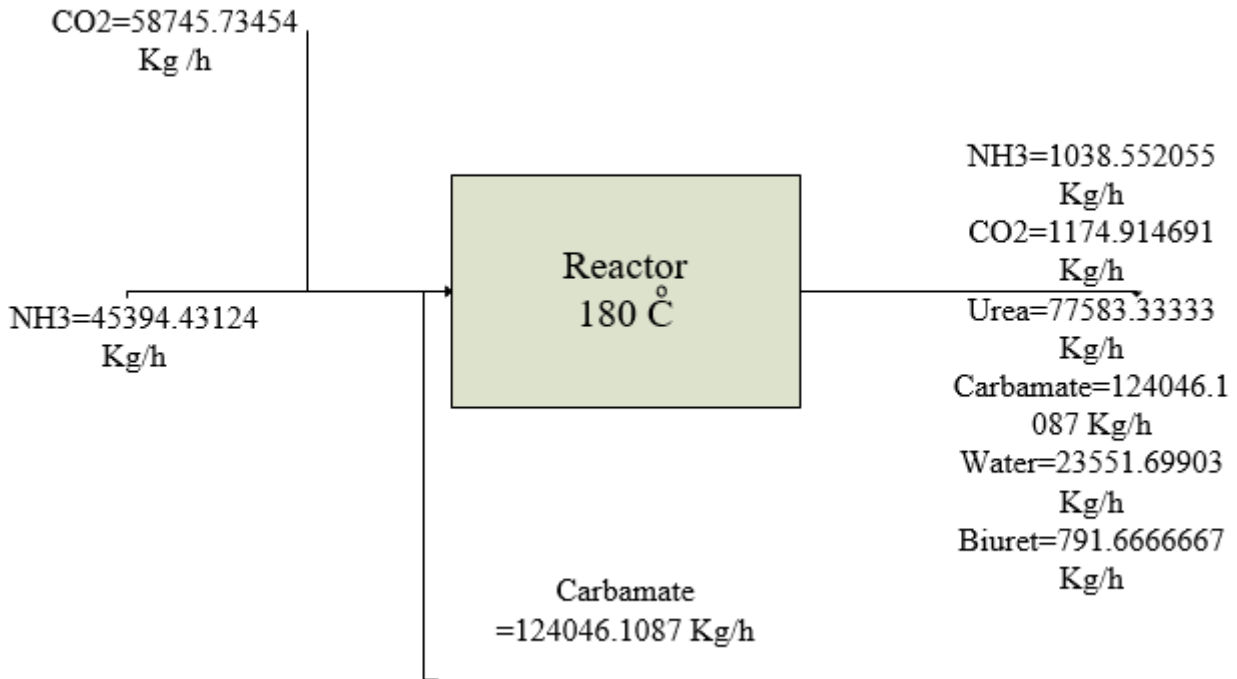 CO2=58745.73454
Kg /h
NH3=45394.43124
Kg/h
Reactor
180 C̊
Carbamate
=124046.1087 Kg/h
NH3=1038.552055
Kg/h
CO2=1174.914691
Kg/h
Urea=77583.33333
Kg/h
Carbamate=124046.1
087 Kg/h
Water=23551.69903
Kg/h
Biuret=791.6666667
Kg/h